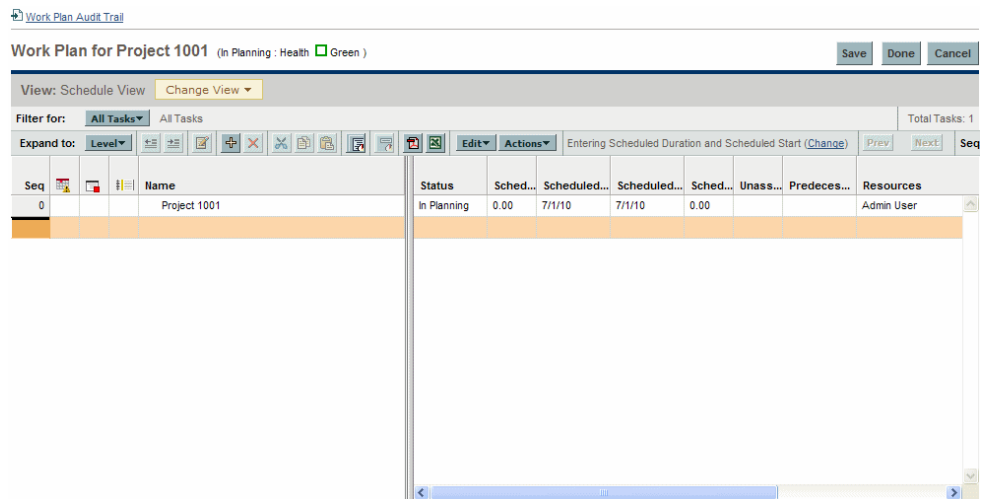 Work Plan Audit Trail
Work Plan for Project 1001 (In Planning : Health Green )
Save Done Cancel
View: Schedule View Change View
Filter for: All Tasks All Tasks Total Tasks: 1
Expand to: Level Edit Actions Entering Scheduled Duration and Scheduled Start (Change) Prev Next Seq
Seq Name Status Sched... Scheduled... Scheduled... Sched... Unass... Predeces... Resources
0 Project 1001 In Planning 0.00 7/1/10 7/1/10 0.00 Admin User